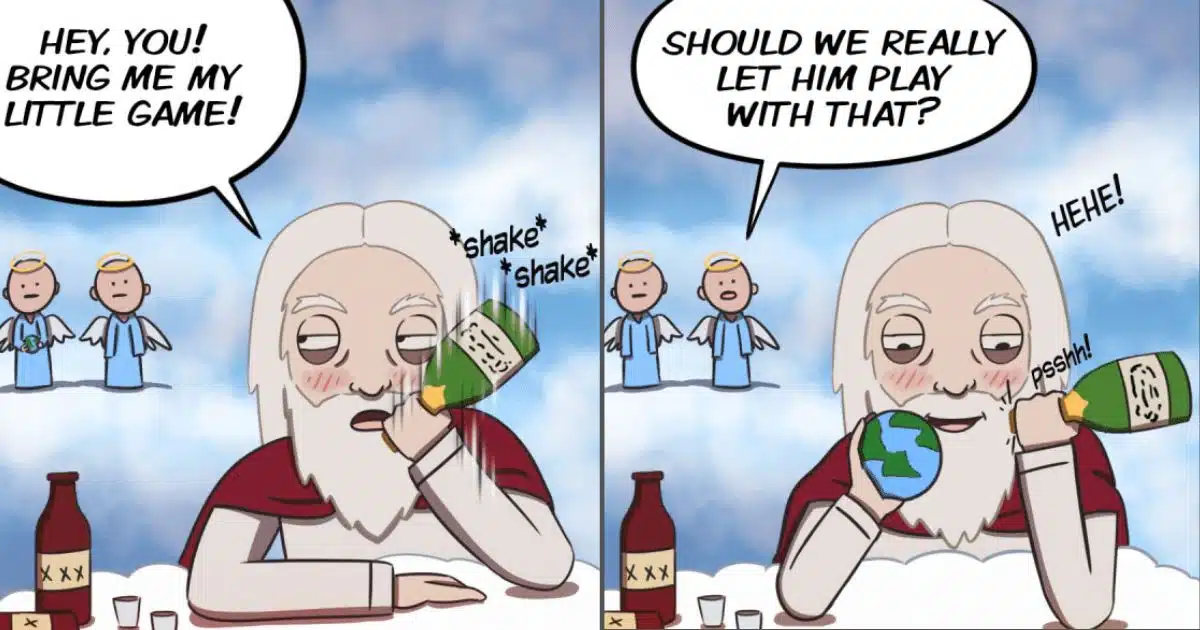 HEY, YOU!
BRING ME MY
LITTLE GAME!
*shake*
*shake*
X XX
X
SHOULD WE REALLY
LET HIM PLAY
WITH THAT?
HEHE!
psshh!
XXX
X